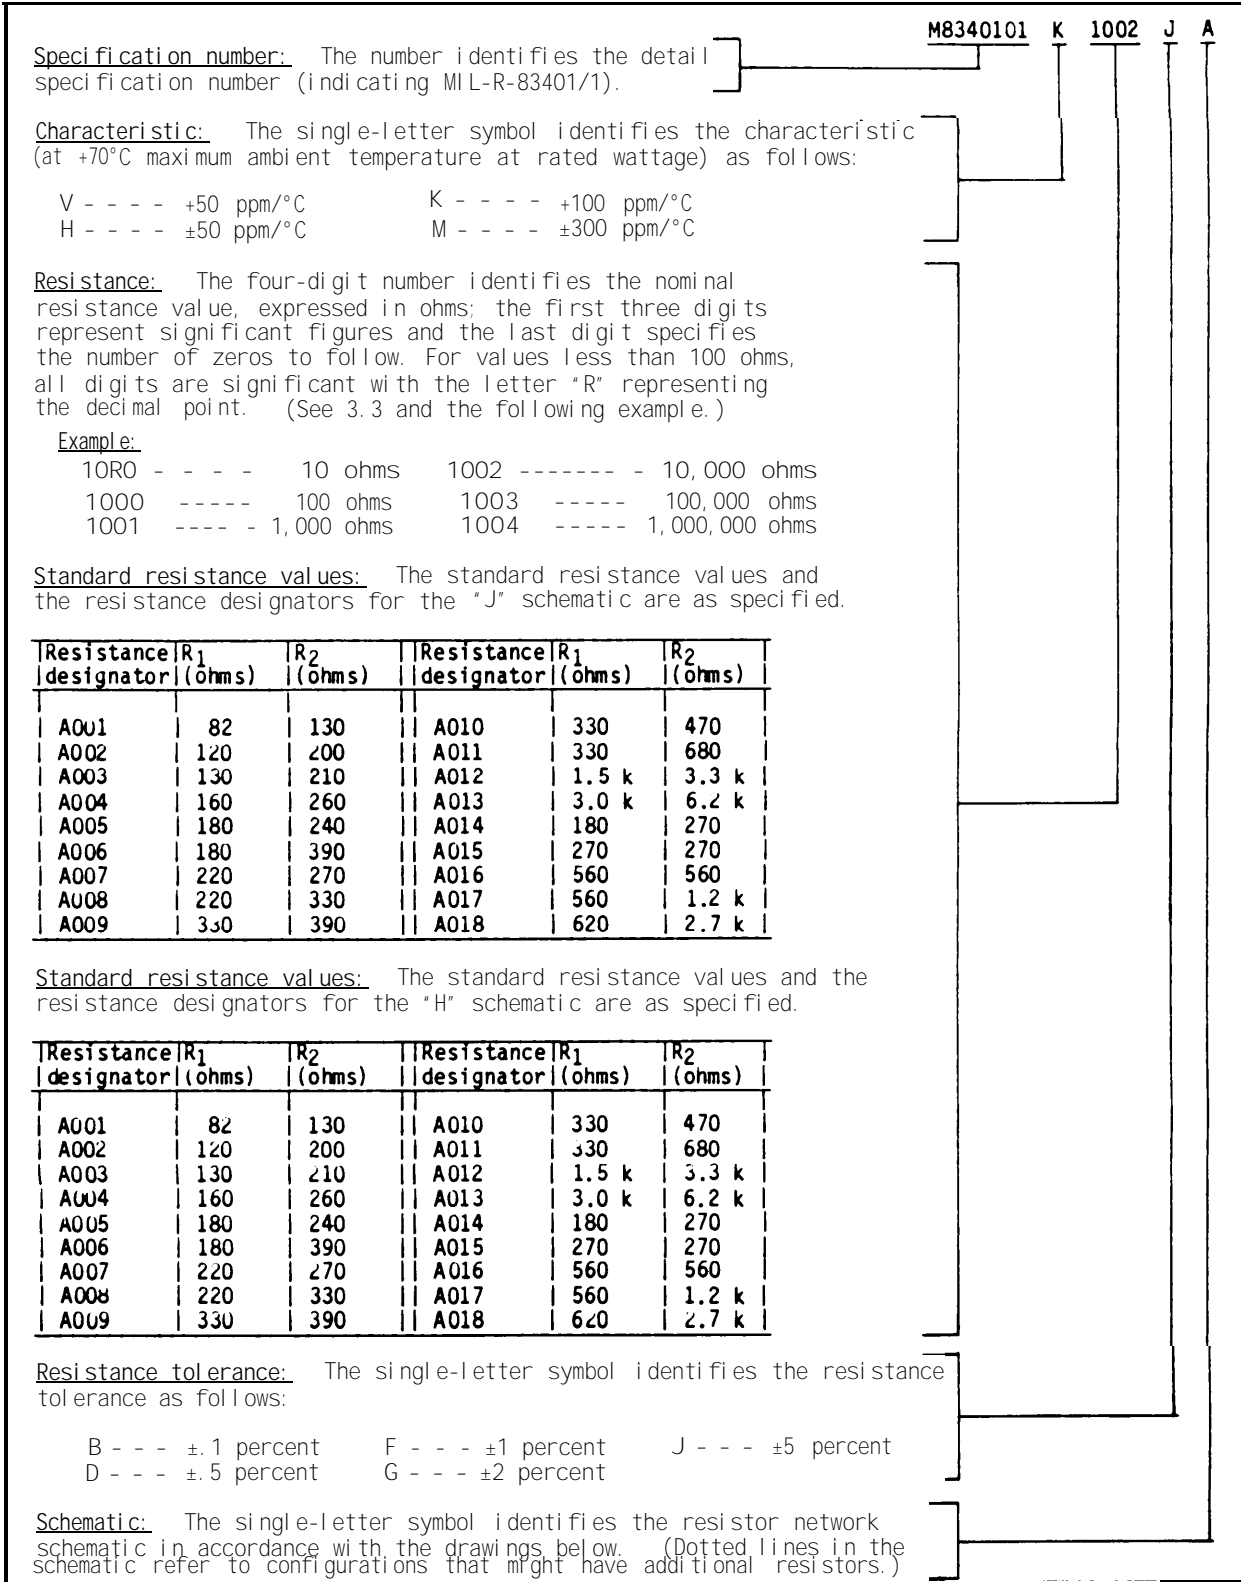 M8340101 K 1002 J A
Specification number: The number identifies the detail
specification number (indicating MIL-R-83401/1).
Characteristic: The single-letter symbol identifies the characteristic
(at +70°C maximum ambient temperature at rated wattage) as follows:
V - - - - +50 ppm/°C K - - - - +100 ppm/°C
H - - - - ±50 ppm/°C M - - - - ±300 ppm/°C
Resistance: The four-digit number identifies the nominal
resistance value, expressed in ohms; the first three digits
represent significant figures and the last digit specifies
the number of zeros to follow. For values less than 100 ohms,
all digits are significant with the letter "R" representing
the decimal point. (See 3.3 and the following example.)
Example:
10R0 - - - - 10 ohms 1002 ------- - 10,000 ohms
1000 ----- 100 ohms 1003 ----- 100,000 ohms
1001 ---- - 1,000 ohms 1004 ----- 1,000,000 ohms
Standard resistance values: The standard resistance values and
the resistance designators for the "J" schematic are as specified.
Resistance R1 R2 Resistance R1 R2
designator (ohms) (ohms) designator (ohms) (ohms)
A001 82 130 A010 330 470
A002 120 200 A011 330 680
A003 130 210 A012 1.5 k 3.3 k
A004 160 260 A013 3.0 k 6.2 k
A005 180 240 A014 180 270
A006 180 390 A015 270 270
A007 220 270 A016 560 560
A008 220 330 A017 560 1.2 k
A009 330 390 A018 620 2.7 k
Standard resistance values: The standard resistance values and the
resistance designators for the "H" schematic are as specified.
Resistance R1 R2 Resistance R1 R2
designator (ohms) (ohms) designator (ohms) (ohms)
A001 82 130 A010 330 470
A002 120 200 A011 330 680
A003 130 210 A012 1.5 k 3.3 k
A004 160 260 A013 3.0 k 6.2 k
A005 180 240 A014 180 270
A006 180 390 A015 270 270
A007 220 270 A016 560 560
A008 220 330 A017 560 1.2 k
A009 330 390 A018 620 2.7 k
Resistance tolerance: The single-letter symbol identifies the resistance
tolerance as follows:
B - - - ±.1 percent F - - - ±1 percent J - - - ±5 percent
D - - - ±.5 percent G - - - ±2 percent
Schematic: The single-letter symbol identifies the resistor network
schematic in accordance with the drawings below. (Dotted lines in the
schematic refer to configurations that might have additional resistors.)